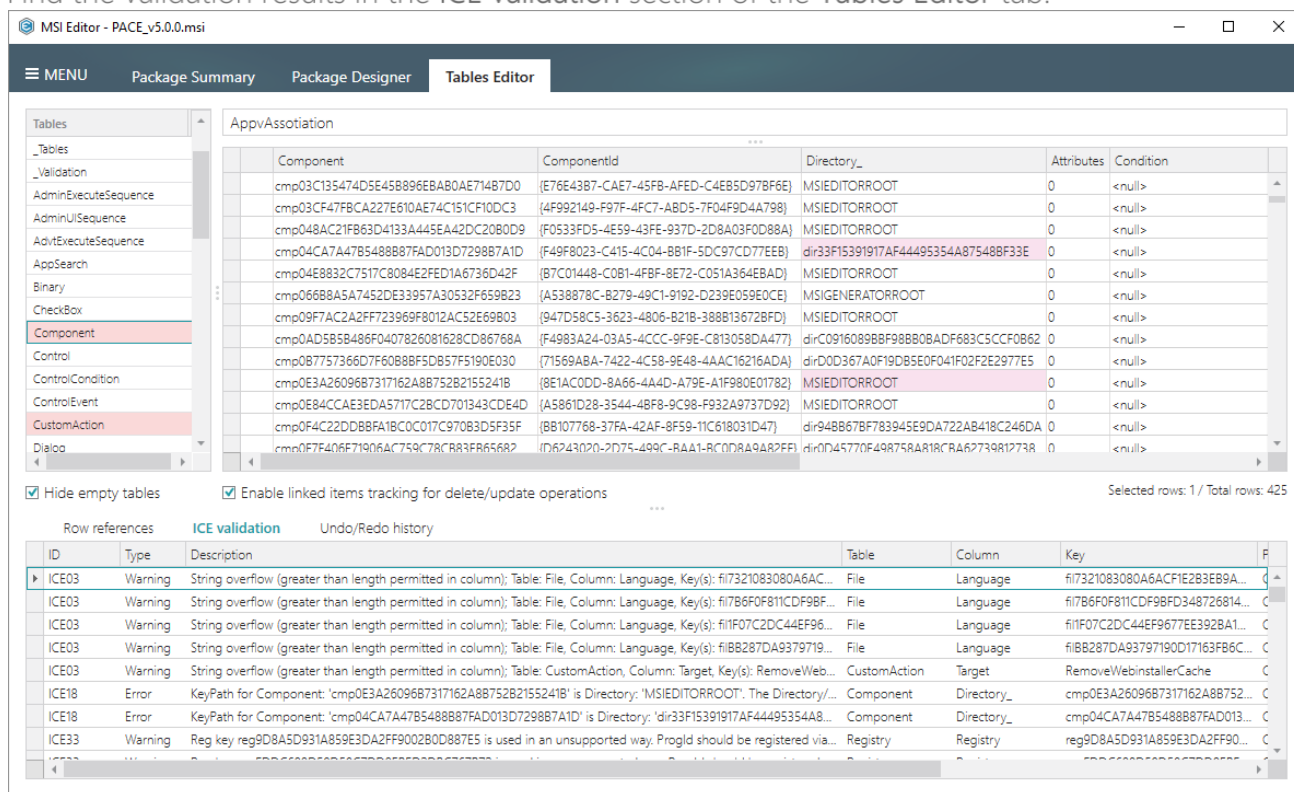 Find the validation results in the ICE validation section of the Tables Editor tab.
MSI Editor - PACE_v5.0.0.msi
MENU Package Summary Package Designer Tables Editor
Tables
_Tables
_Validation
AdminExecuteSequence
AdminUISequence
AdvtExecuteSequence
AppSearch
Binary
CheckBox
Component
Control
ControlCondition
ControlEvent
CustomAction
Dialog
AppvAssotiation
Component ComponentId Directory_ Attributes Condition
cmp03C135474D5E45B896EBAB0AE714B7D0 {E76E43B7-CAE7-45FB-AFED-C4EB5D97BF6E} MSIEDITORROOT 0 <null>
cmp03CF47FBCA227E610AE74C151CF10DC3 {4F992149-F97F-4FC7-ABD5-7F04F9D4A798} MSIEDITORROOT 0 <null>
cmp048AC21FB63D4133A445EA42DC20B0D9 {F0533FD5-4E59-43FE-937D-2D8A03F0D88A} MSIEDITORROOT 0 <null>
cmp04CA7A47B5488B87FAD013D7298B7A1D {F49F8023-C415-4C04-BB1F-5DC97CD77EEB} dir33F15391917AF44495354A87548BF33E 0 <null>
cmp04E8832C7517C8084E2FED1A6736D42F {B7C01448-C0B1-4FBF-8E72-C051A364EBAD} MSIEDITORROOT 0 <null>
cmp066B8A5A7452DE33957A30532F659B23 {A538878C-B279-49C1-9192-D239E059E0CE} MSIGENERATORROOT 0 <null>
cmp09F7AC2A2FF723969F8012AC52E69B03 {947D58C5-3623-4806-B21B-388B13672BFD} MSIEDITORROOT 0 <null>
cmp0AD5B5B486F0407826081628CD86768A {F4983A24-03A5-4CCC-9F9E-C813058DA477} dirC0916089BBF98BB0BADF683C5CCF0B62 0 <null>
cmp0B7757366D7F60B8BF5DB57F5190E030 {71569ABA-7422-4C58-9E48-4AAC16216ADA} dirD0D367A0F19DB5E0F041F02F2E2977E5 0 <null>
cmp0E3A26096B7317162A8B752B2155241B {8E1AC0DD-8A66-4A4D-A79E-A1F980E01782} MSIEDITORROOT 0 <null>
cmp0E84CCAE3EDA5717C2BCD701343CDE4D {A5861D28-3544-4BF8-9C98-F932A9737D92} MSIEDITORROOT 0 <null>
cmp0F4C22DDBBFA1BC0C017C970B3D5F35F {BB107768-37FA-42AF-8F59-11C618031D47} dir94BB67BF783945E9DA722AB418C246DA 0 <null>
cmp0F7F406F71906AC759C78CB83FB65682 {D6243020-2D75-499C-BAA1-BC0D8A9A82FF} dir0D45770F498758A818CBA62739812738 0 <null>
Hide empty tables Enable linked items tracking for delete/update operations Selected rows: 1 / Total rows: 425
Row references ICE validation Undo/Redo history
ID Type Description Table Column Key
ICE03 Warning String overflow (greater than length permitted in column); Table: File, Column: Language, Key(s): fil7321083080A6AC... File Language fil7321083080A6ACF1E2B3EB9A...
ICE03 Warning String overflow (greater than length permitted in column); Table: File, Column: Language, Key(s): fil7B6F0F811CDF9BF... File Language fil7B6F0F811CDF9BFD348726814...
ICE03 Warning String overflow (greater than length permitted in column); Table: File, Column: Language, Key(s): fil1F07C2DC44EF96... File Language fil1F07C2DC44EF9677EE392BA1...
ICE03 Warning String overflow (greater than length permitted in column); Table: File, Column: Language, Key(s): filBB287DA9379719... File Language filBB287DA93797190D17163FB6C...
ICE03 Warning String overflow (greater than length permitted in column); Table: CustomAction, Column: Target, Key(s): RemoveWeb... CustomAction Target RemoveWebinstallerCache
ICE18 Error KeyPath for Component: 'cmp0E3A26096B7317162A8B752B2155241B' is Directory: 'MSIEDITORROOT'. The Directory/... Component Directory_ cmp0E3A26096B7317162A8B752...
ICE18 Error KeyPath for Component: 'cmp04CA7A47B5488B87FAD013D7298B7A1D' is Directory: 'dir33F15391917AF44495354A8... Component Directory_ cmp04CA7A47B5488B87FAD013...
ICE33 Warning Reg key reg9D8A5D931A859E3DA2FF9002B0D887E5 is used in an unsupported way. ProgId should be registered via... Registry Registry reg9D8A5D931A859E3DA2FF90...